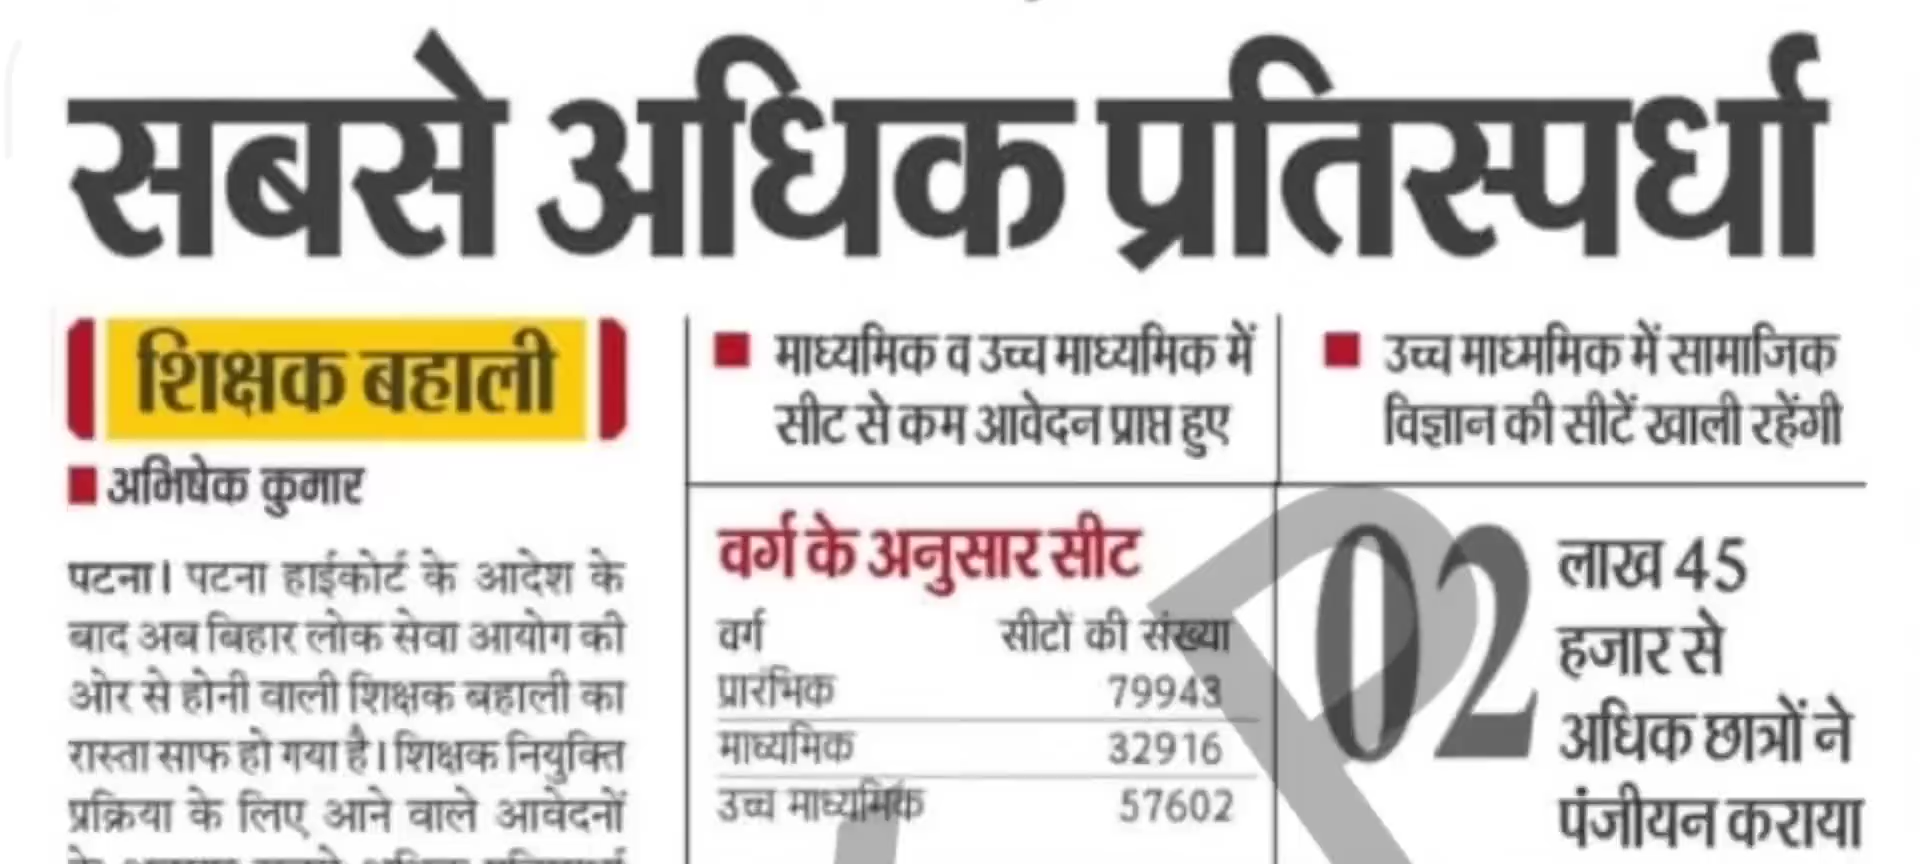 सबसे अधिक प्रतिस्पर्धा
शिक्षक बहाली
अभिषेक कुमार
पटना। पटना हाईकोर्ट के आदेश के
बाद अब बिहार लोक सेवा आयोग की
ओर से होनी वाली शिक्षक बहाली का
रास्ता साफ हो गया है। शिक्षक नियुक्ति
प्रक्रिया के लिए आने वाले आवेदनों
माध्यमिक व उच्च माध्यमिक में
सीट से कम आवेदन प्राप्त हुए
उच्च माध्ममिक में सामाजिक
विज्ञान की सीटें खाली रहेंगी
वर्ग के अनुसार सीट
वर्ग सीटों की संख्या
प्रारंभिक 79943
माध्यमिक 32916
उच्च माध्यमिक 57602
02 लाख 45
हजार से
अधिक छात्रों ने
पंजीयन कराया